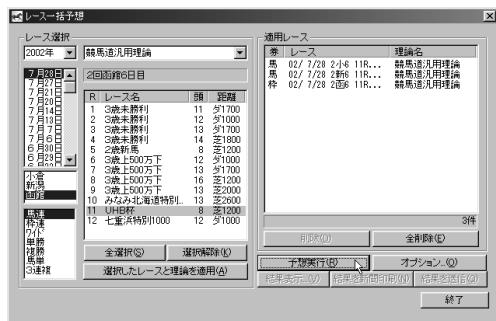 レース一括予想
レース選択
2002年
競馬道汎用理論
7月28日
7月27日
7月21日
7月20日
7月14日
7月13日
7月 7日
7月 6日
6月30日
6月29日
小倉
新潟
函館
馬連
枠連
ワイド
単勝
複勝
馬単
3連複
2回函館6日目
R レース名 頭 距離
1 3歳未勝利 11 ダ1700
2 3歳未勝利 12 ダ1000
3 3歳未勝利 13 ダ1700
4 3歳未勝利 14 芝1800
5 2歳新馬 8 芝1200
6 3歳上500万下 12 ダ1000
7 3歳上500万下 13 ダ1700
8 3歳上500万下 16 芝1200
9 3歳上500万下 13 芝2000
10 みなみ北海道特別... 13 芝2600
11 UHB杯 8 芝1200
12 七重浜特別1000 12 ダ1000
全選択(S)
選択解除(K)
選択したレースと理論を適用(A)
適用レース
券 レース 理論名
馬 02/ 7/28 2小6 11R... 競馬道汎用理論
馬 02/ 7/28 2新6 11R... 競馬道汎用理論
枠 02/ 7/28 2函6 11R... 競馬道汎用理論
3件
削除(D)
全削除(E)
予想実行(R)
オプション...(O)
結果表示...(V)
結果を新聞印刷(N)
結果を送信(Q)
終了